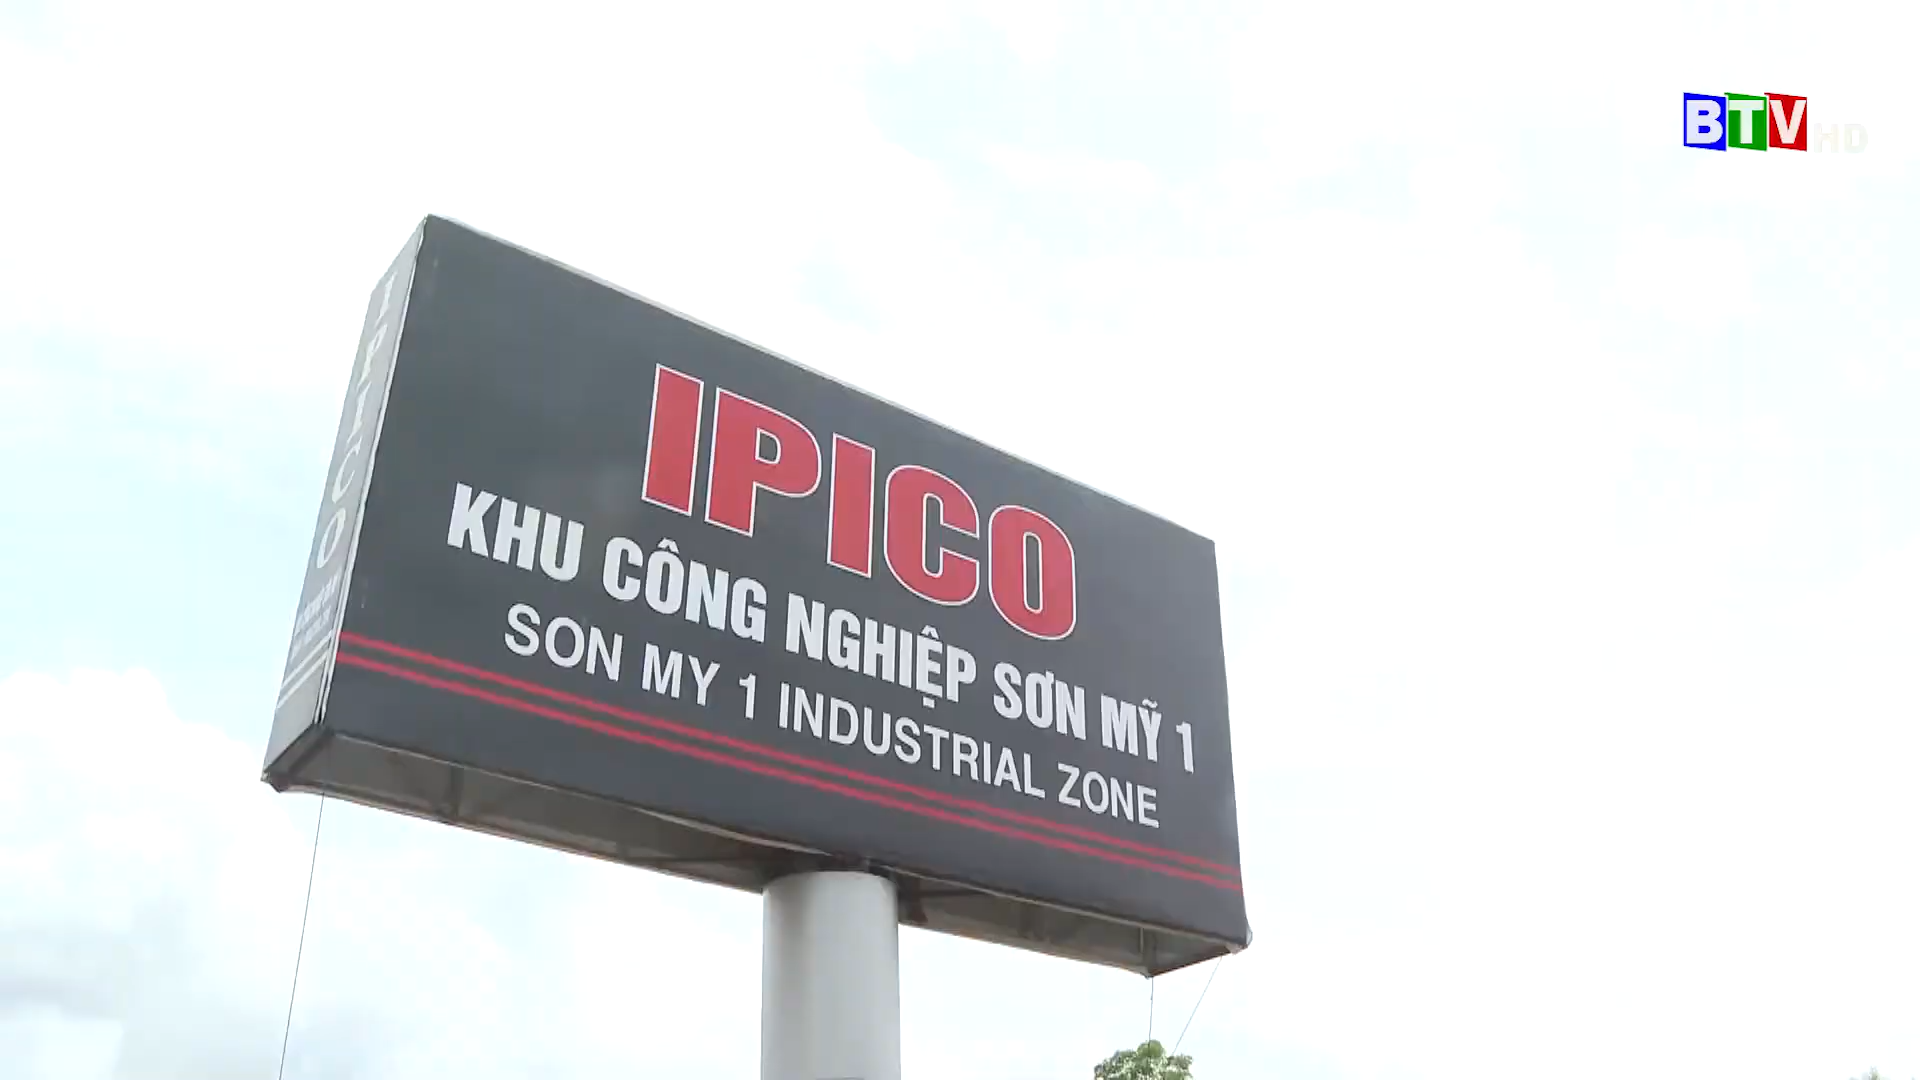 BTV HD
IPICO
IPICO
KHU CÔNG NGHIỆP SƠN MỸ 1
SON MY 1 INDUSTRIAL ZONE